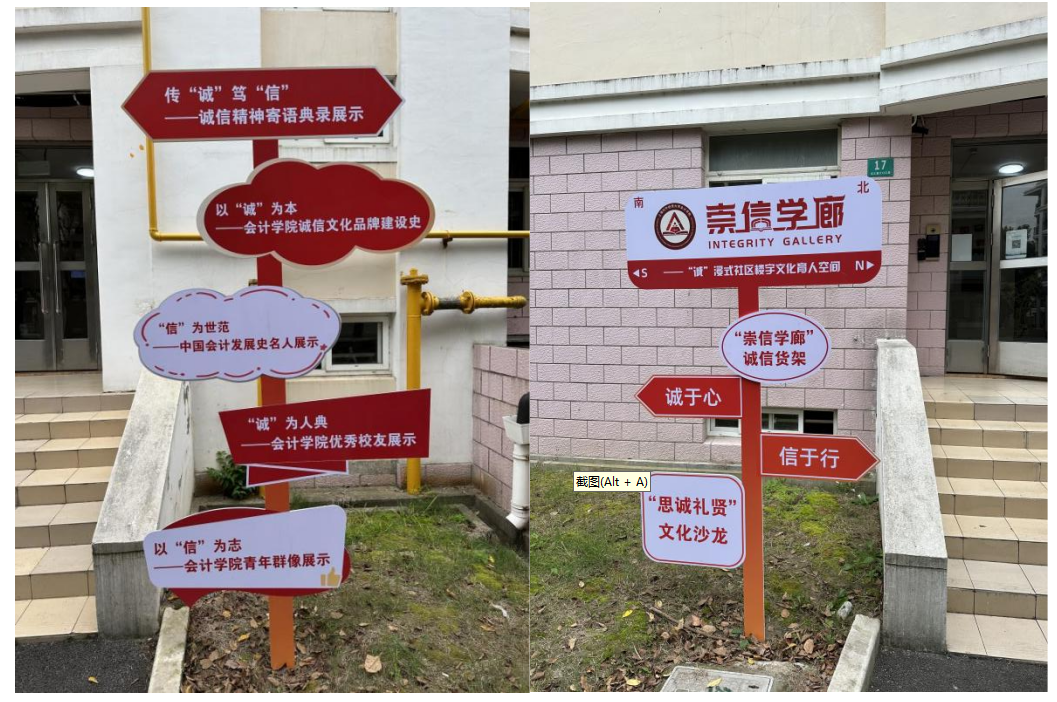 传“诚”笃“信”
——诚信精神寄语典录展示
以“诚”为本
——会计学院诚信文化品牌建设史
“信”为世范
——中国会计发展史名人展示
“诚”为人典
——会计学院优秀校友展示
以“信”为志
——会计学院青年群像展示
17
南
北
崇信学廊
INTEGRITY GALLERY
S ——“诚”浸式社区楼宇文化育人空间 N
“崇信学廊”
诚信货架
诚于心
信于行
截图(Alt + A)
“思诚礼贤”
文化沙龙